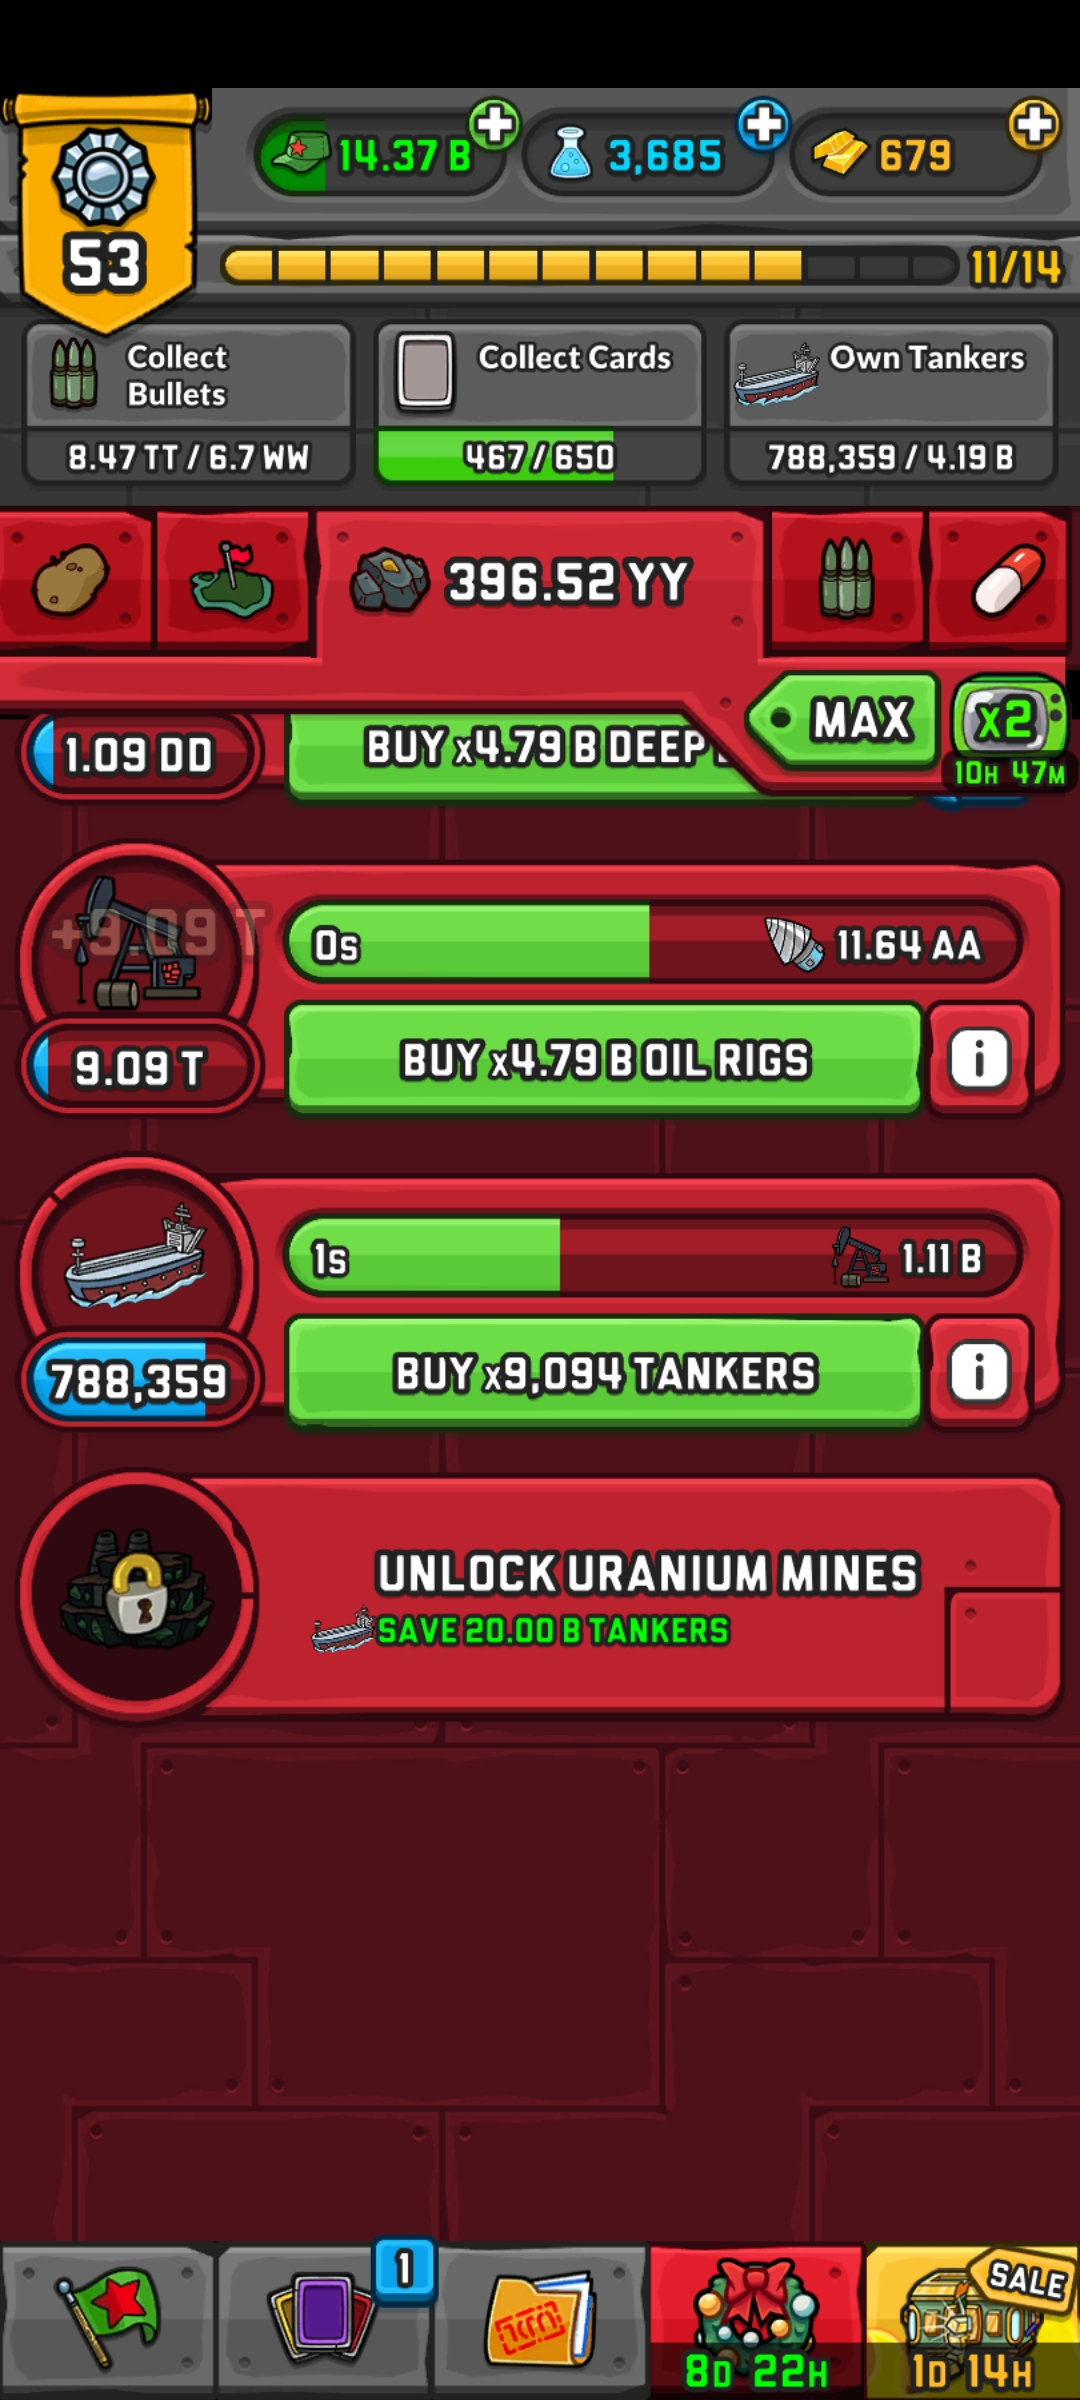 14.37 B
3,685
679
53
11/14
Collect
Bullets
8.47 TT / 6.7 WW
Collect Cards
467/650
Own Tankers
788,359 / 4.19 B
396.52 YY
MAX
x2
10H 47M
1.09 DD
BUY x4.79 B DEEP
+9.09 T
0s
11.64 AA
9.09 T
BUY x4.79 B OIL RIGS
i
1s
1.11 B
788,359
BUY x9,094 TANKERS
i
UNLOCK URANIUM MINES
SAVE 20.00 B TANKERS
1
SALE
8D 22H
1D 14H